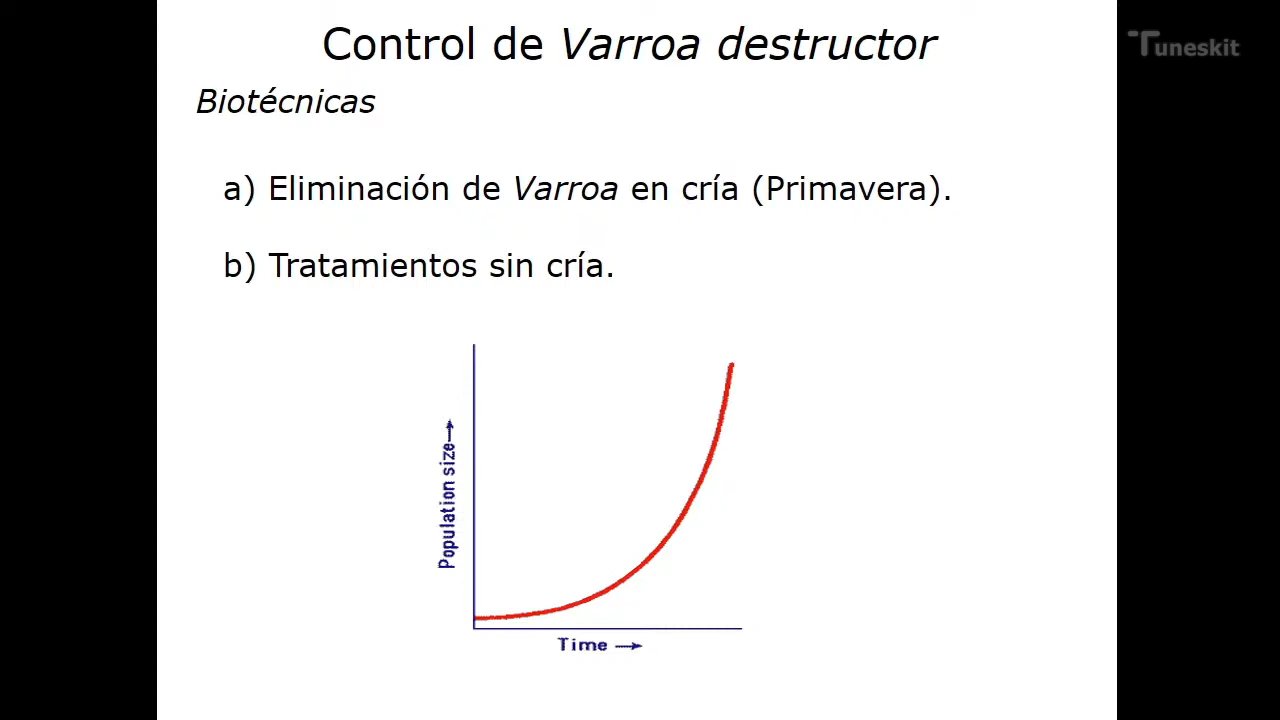 Control de Varroa destructor
Tuneskit
Biotécnicas
a) Eliminación de Varroa en cría (Primavera).
b) Tratamientos sin cría.
Population size→
Time →